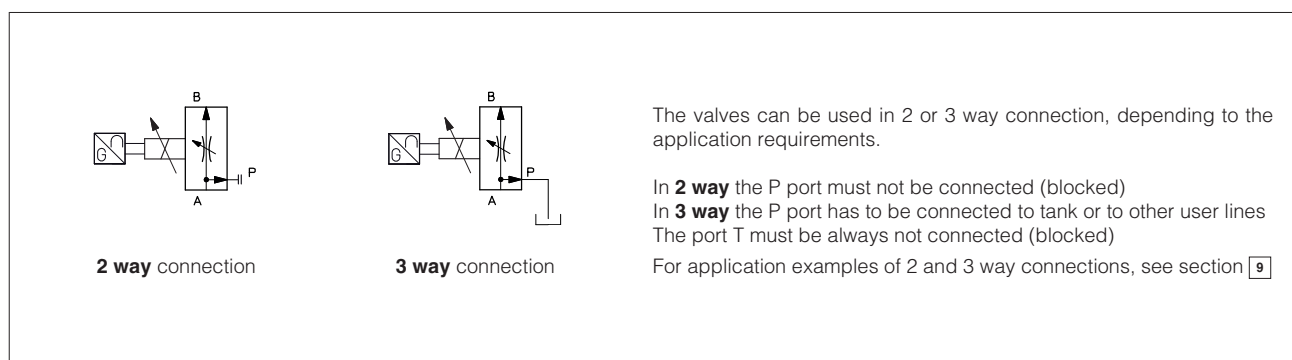 B
G
P
A
2 way connection
B
G
P
A
3 way connection
The valves can be used in 2 or 3 way connection, depending to the
application requirements.
In 2 way the P port must not be connected (blocked)
In 3 way the P port has to be connected to tank or to other user lines
The port T must be always not connected (blocked)
For application examples of 2 and 3 way connections, see section 9